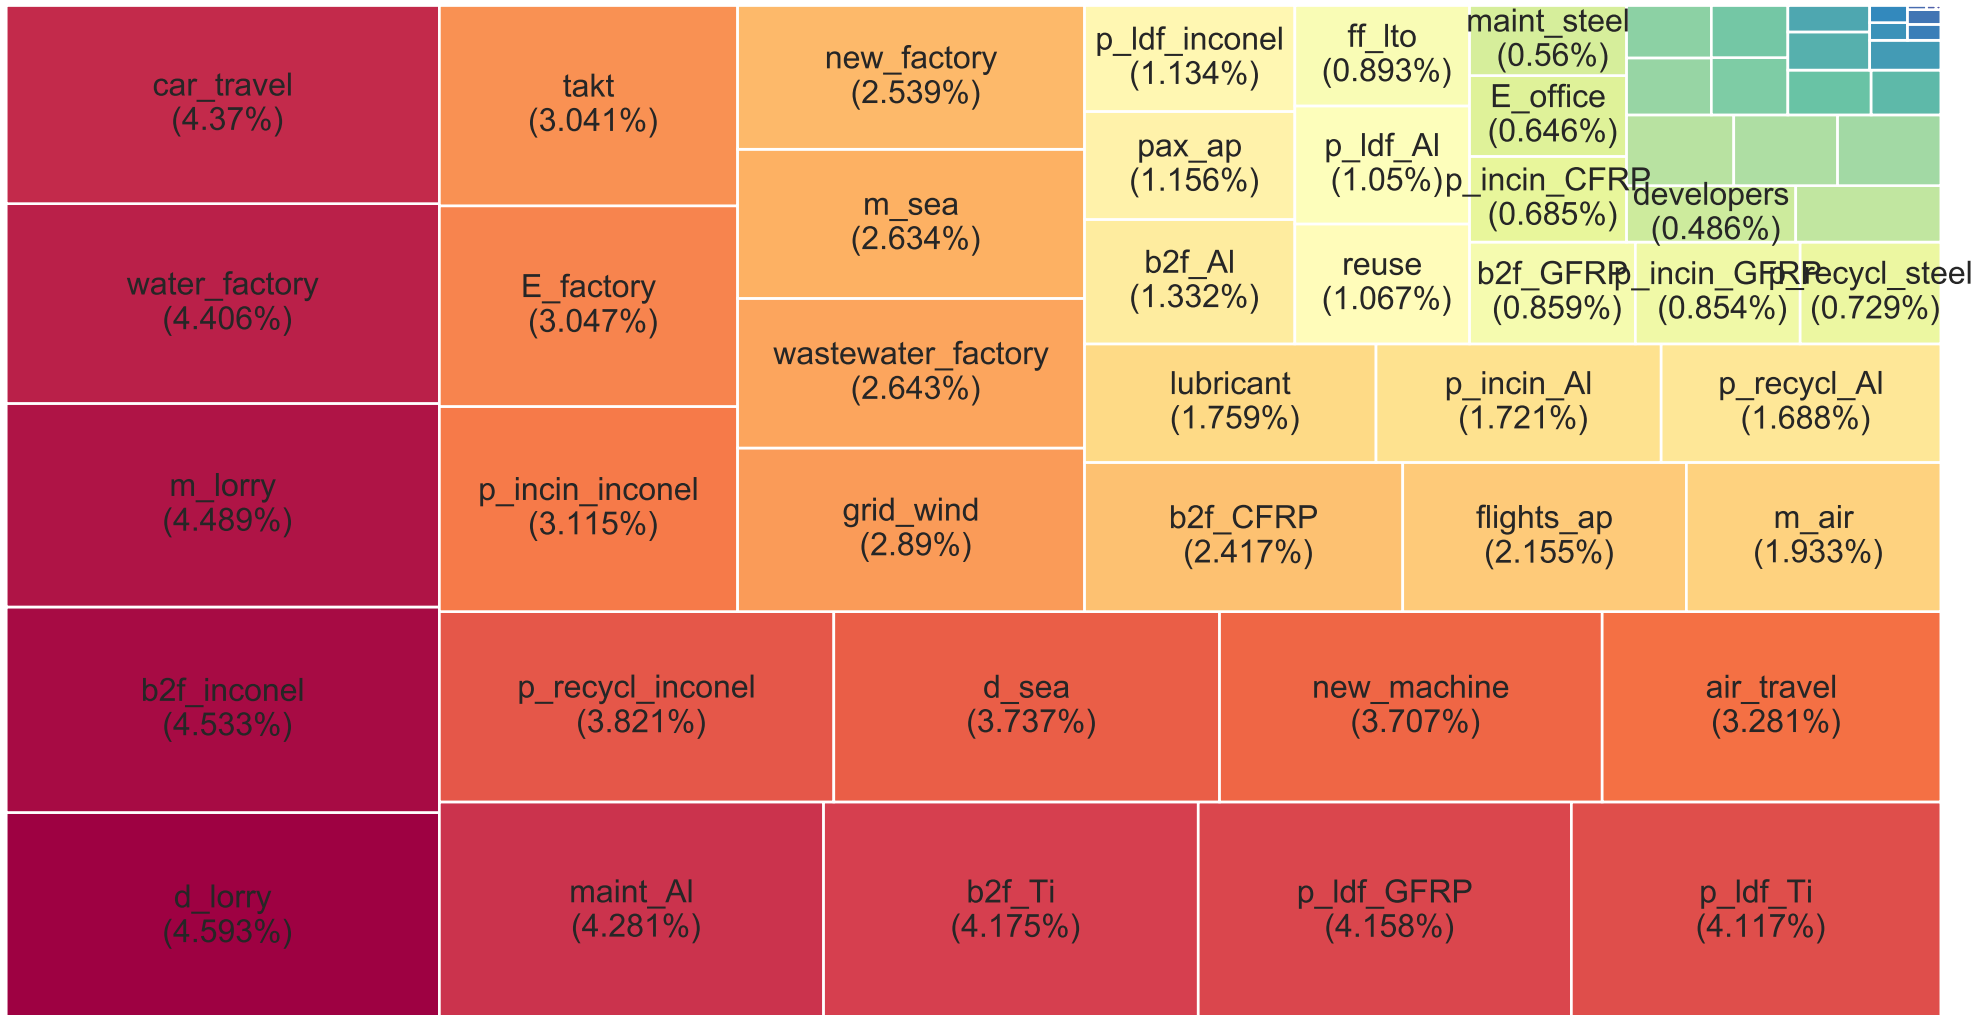 car_travel
(4.37%)
water_factory
(4.406%)
m_lorry
(4.489%)
b2f_inconel
(4.533%)
d_lorry
(4.593%)
takt
(3.041%)
E_factory
(3.047%)
p_incin_inconel
(3.115%)
new_factory
(2.539%)
m_sea
(2.634%)
wastewater_factory
(2.643%)
grid_wind
(2.89%)
p_ldf_inconel
(1.134%)
pax_ap
(1.156%)
b2f_Al
(1.332%)
ff_lto
(0.893%)
p_ldf_Al
(1.05%)
reuse
(1.067%)
maint_steel
(0.56%)
E_office
(0.646%)
p_incin_CFRP
(0.685%)
developers
(0.486%)
b2f_GFRP
(0.859%)
p_incin_GFRP
(0.854%)
p_recycl_steel
(0.729%)
lubricant
(1.759%)
p_incin_Al
(1.721%)
p_recycl_Al
(1.688%)
b2f_CFRP
(2.417%)
flights_ap
(2.155%)
m_air
(1.933%)
p_recycl_inconel
(3.821%)
d_sea
(3.737%)
new_machine
(3.707%)
air_travel
(3.281%)
maint_Al
(4.281%)
b2f_Ti
(4.175%)
p_ldf_GFRP
(4.158%)
p_ldf_Ti
(4.117%)